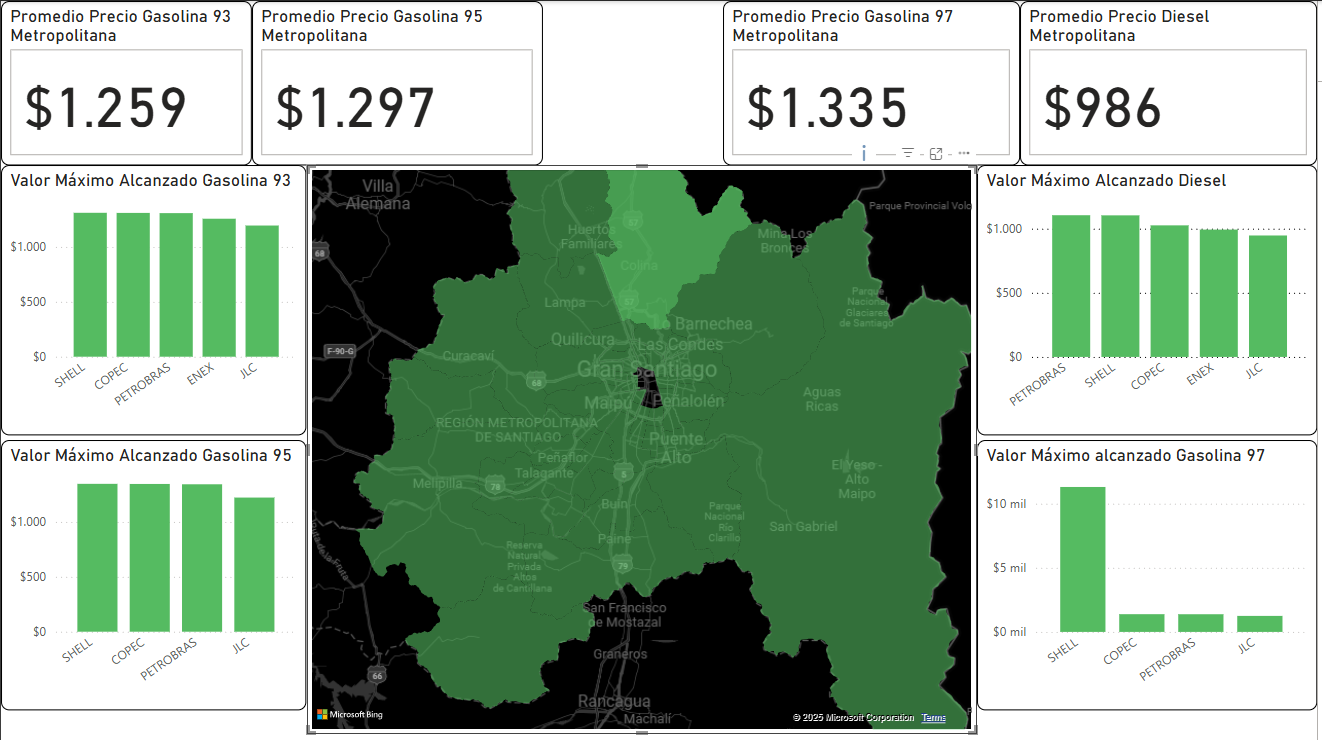 Promedio Precio Gasolina 93
Metropolitana
$1.259
Promedio Precio Gasolina 95
Metropolitana
$1.297
Promedio Precio Gasolina 97
Metropolitana
$1.335
Promedio Precio Diesel
Metropolitana
$986
Valor Máximo Alcanzado Gasolina 93
$1.000
$500
$0
SHELL
COPEC
PETROBRAS
ENEX
JLC
Valor Máximo Alcanzado Gasolina 95
$1.000
$500
$0
SHELL
COPEC
PETROBRAS
JLC
Villa
Alemana
68
F-90-G
Huertos
Familiares
57
Colina
57
Mina Los
Bronces
Parque Provincial Volc
Lampa
Parque
Nacional
Glaciares
de Santiago
Lo Barnechea
Quilicura
Las Condes
Curacaví
Gran Santiago
68
Maipú
Peñalolén
Aguas
Ricas
REGIÓN METROPOLITANA
DE SANTIAGO
Puente
Alto
Peñaflor
Talagante
5
El Yeso -
Alto
Maipo
Melipilla
78
Buin
Parque
Nacional
Río
Clarillo
San Gabriel
Paine
Reserva
Natural
Privada
Altos
de Cantillana
79
San Francisco
de Mostazal
Graneros
66
Rancagua
Machalí
Microsoft Bing
© 2025 Microsoft Corporation
Terms
Valor Máximo Alcanzado Diesel
$1.000
$500
$0
PETROBRAS
SHELL
COPEC
ENEX
JLC
Valor Máximo alcanzado Gasolina 97
$10 mil
$5 mil
$0 mil
SHELL
COPEC
PETROBRAS
JLC